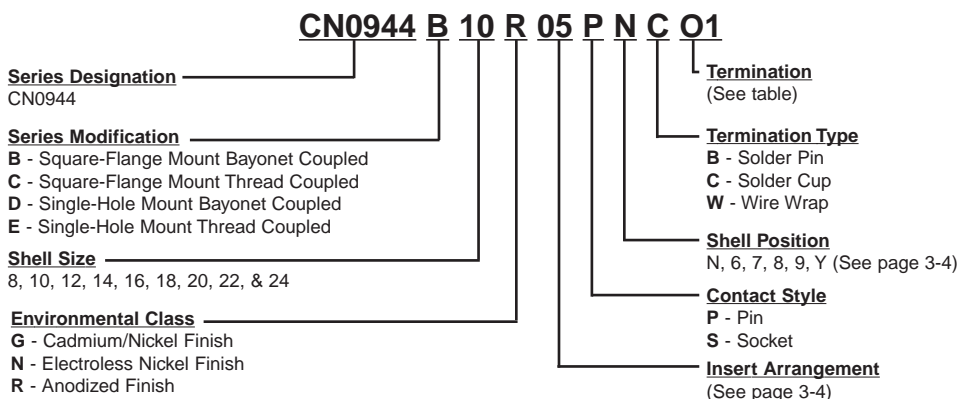 CN0944 B 10 R 05 P N C O1
Series Designation
CN0944
Series Modification
B - Square-Flange Mount Bayonet Coupled
C - Square-Flange Mount Thread Coupled
D - Single-Hole Mount Bayonet Coupled
E - Single-Hole Mount Thread Coupled
Shell Size
8, 10, 12, 14, 16, 18, 20, 22, & 24
Environmental Class
G - Cadmium/Nickel Finish
N - Electroless Nickel Finish
R - Anodized Finish
Termination
(See table)
Termination Type
B - Solder Pin
C - Solder Cup
W - Wire Wrap
Shell Position
N, 6, 7, 8, 9, Y (See page 3-4)
Contact Style
P - Pin
S - Socket
Insert Arrangement
(See page 3-4)